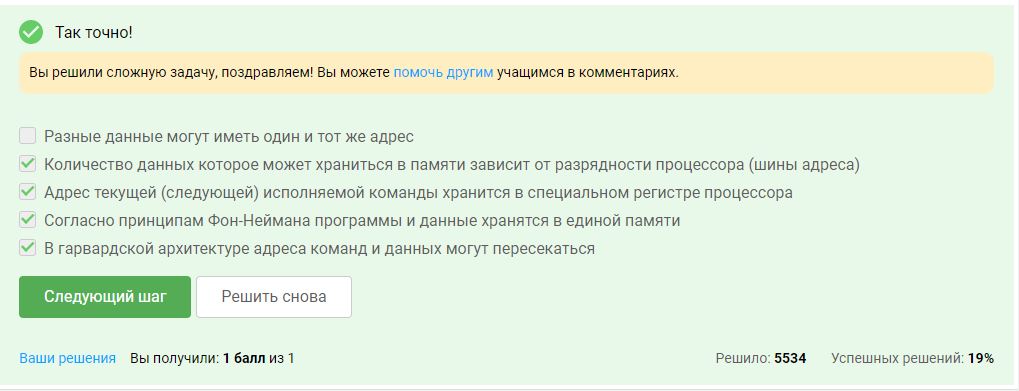 Так точно!
Вы решили сложную задачу, поздравляем! Вы можете помочь другим учащимся в комментариях.
Разные данные могут иметь один и тот же адрес
Количество данных которое может храниться в памяти зависит от разрядности процессора (шины адреса)
Адрес текущей (следующей) исполняемой команды хранится в специальном регистре процессора
Согласно принципам Фон-Неймана программы и данные хранятся в единой памяти
В гарвардской архитектуре адреса команд и данных могут пересекаться
Следующий шаг Решить снова
Ваши решения Вы получили: 1 балл из 1 Решило: 5534 Успешных решений: 19%